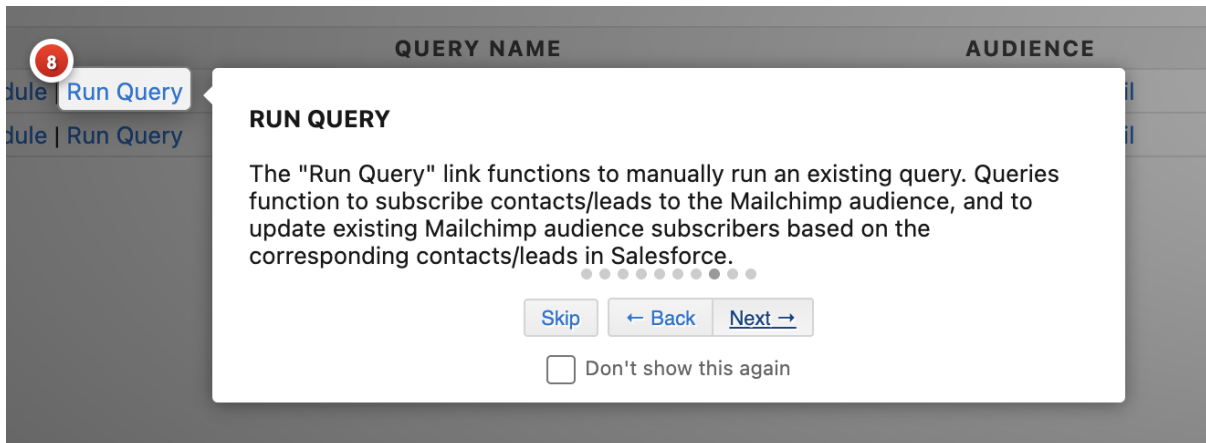 QUERY NAME AUDIENCE
8
dule | Run Query il
dule | Run Query il
RUN QUERY
The "Run Query" link functions to manually run an existing query. Queries
function to subscribe contacts/leads to the Mailchimp audience, and to
update existing Mailchimp audience subscribers based on the
corresponding contacts/leads in Salesforce.
Skip ← Back Next →
Don't show this again